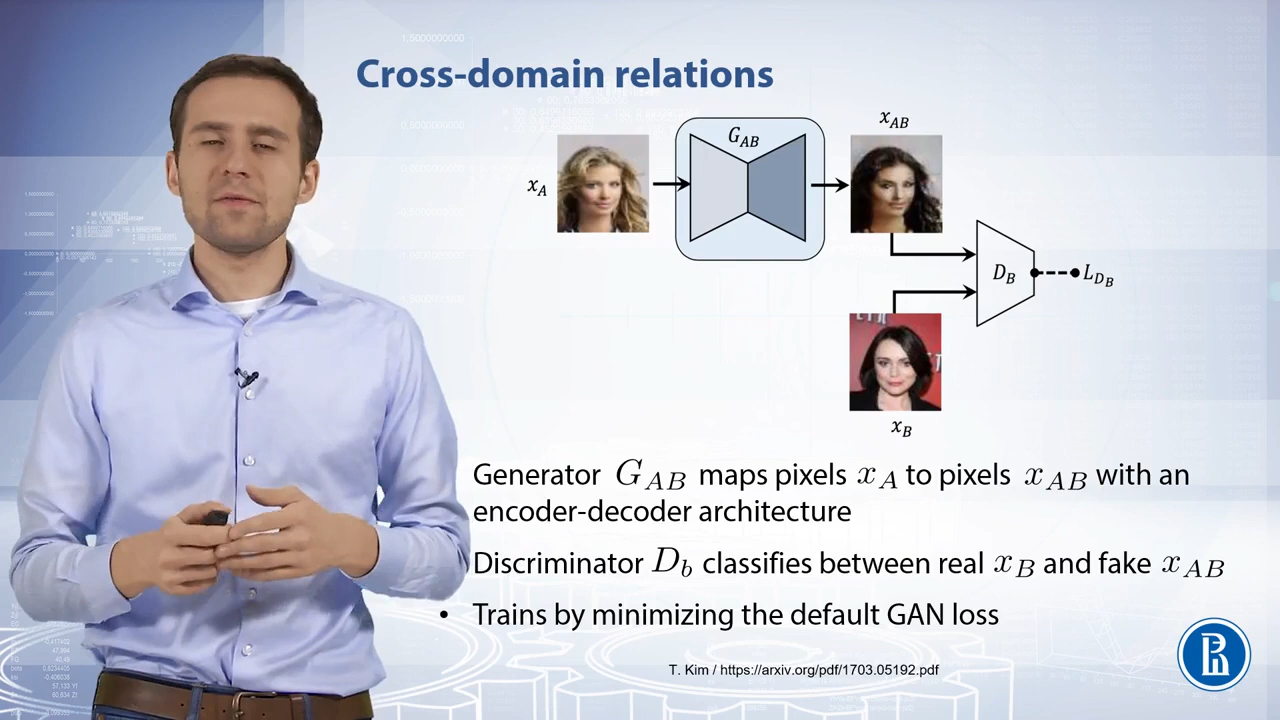 Cross-domain relations
x_AB
G_AB
x_A
D_B
L_D_B
x_B
Generator G_AB maps pixels x_A to pixels x_AB with an
encoder-decoder architecture
Discriminator D_b classifies between real x_B and fake x_AB
• Trains by minimizing the default GAN loss
T. Kim / https://arxiv.org/pdf/1703.05192.pdf